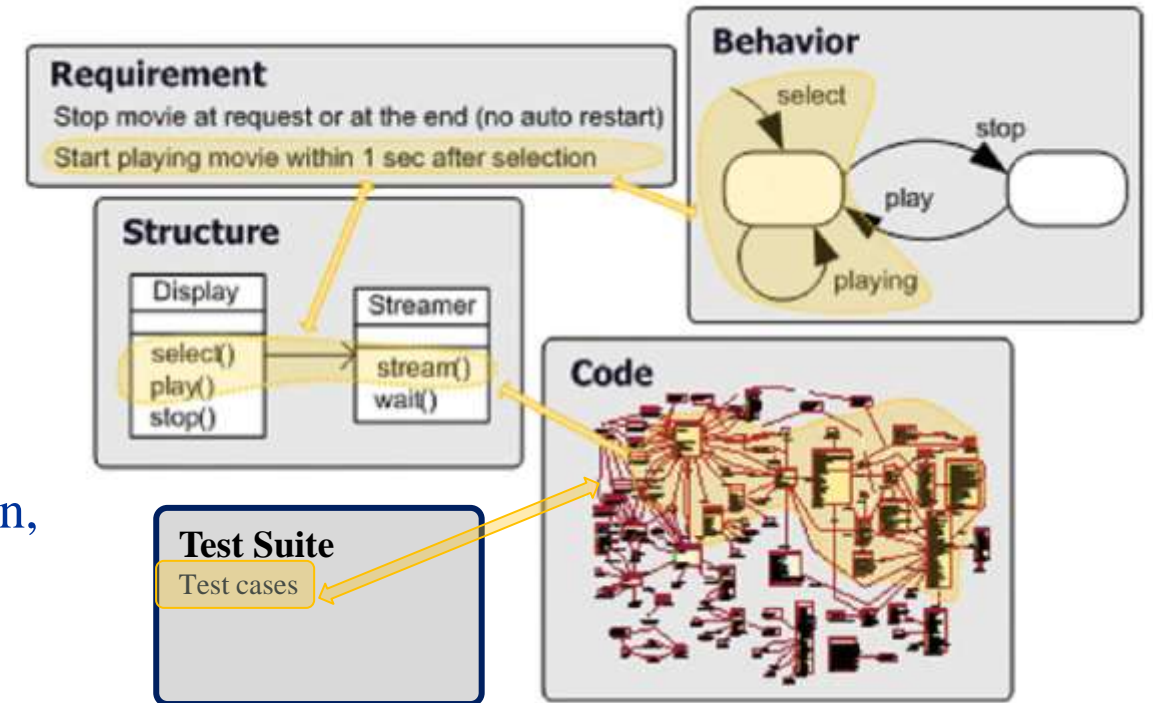 Requirement
Stop movie at request or at the end (no auto restart)
Start playing movie within 1 sec after selection
Behavior
select
stop
play
playing
Structure
Display
select()
play()
stop()
Streamer
stream()
wait()
Code
n,
Test Suite
Test cases